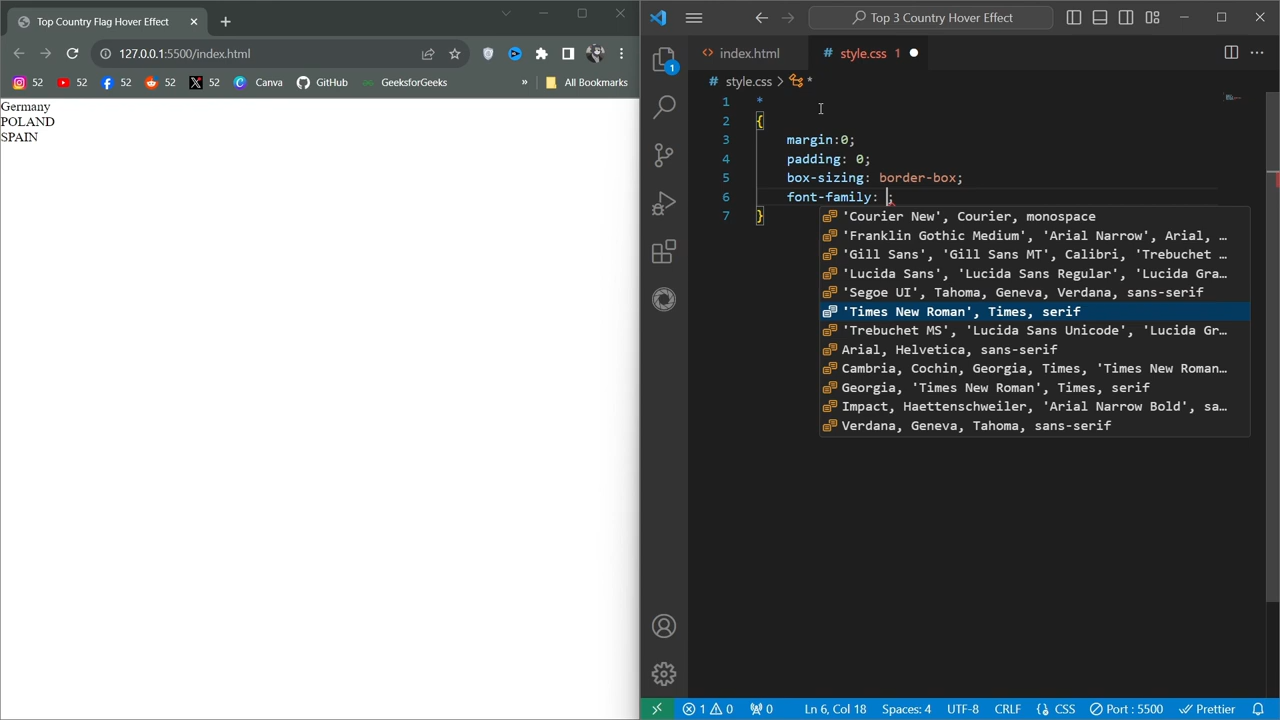 Top Country Flag Hover Effect
127.0.0.1:5500/index.html
52 52 52 52 52 Canva GitHub GeeksforGeeks » All Bookmarks
Germany
POLAND
SPAIN
Top 3 Country Hover Effect
index.html
# style.css 1
# style.css > *
1 *
2 {
3 margin:0;
4 padding: 0;
5 box-sizing: border-box;
6 font-family: ;
7 }
'Courier New', Courier, monospace
'Franklin Gothic Medium', 'Arial Narrow', Arial, …
'Gill Sans', 'Gill Sans MT', Calibri, 'Trebuchet …
'Lucida Sans', 'Lucida Sans Regular', 'Lucida Gra…
'Segoe UI', Tahoma, Geneva, Verdana, sans-serif
'Times New Roman', Times, serif
'Trebuchet MS', 'Lucida Sans Unicode', 'Lucida Gr…
Arial, Helvetica, sans-serif
Cambria, Cochin, Georgia, Times, 'Times New Roman…
Georgia, 'Times New Roman', Times, serif
Impact, Haettenschweiler, 'Arial Narrow Bold', sa…
Verdana, Geneva, Tahoma, sans-serif
1
1 0 0 Ln 6, Col 18 Spaces: 4 UTF-8 CRLF CSS Port : 5500 Prettier